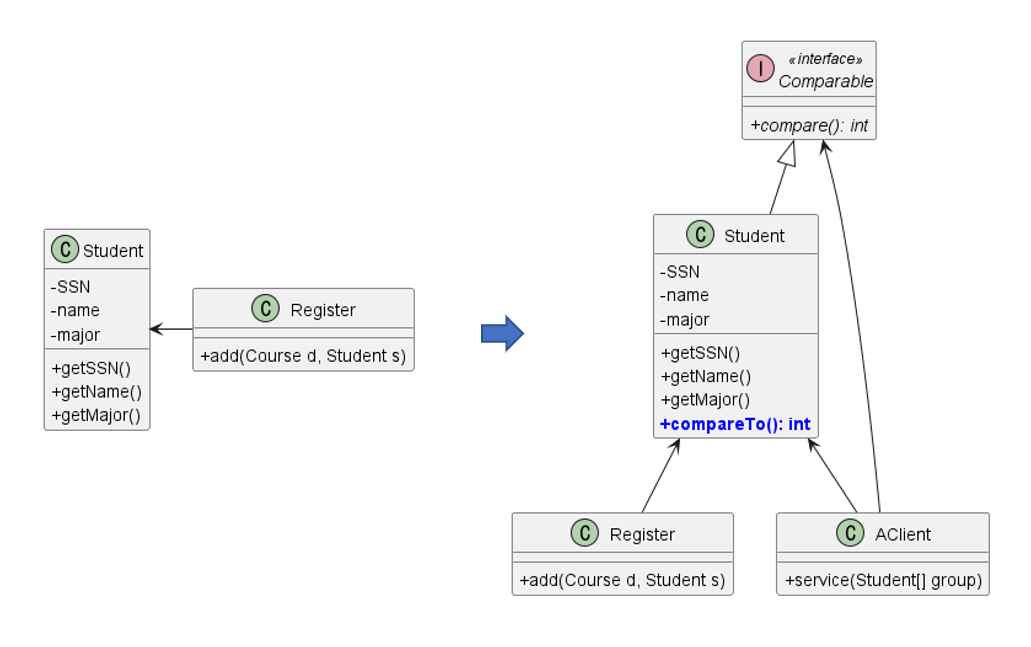 C Student
-SSN
-name
-major
+getSSN()
+getName()
+getMajor()
C Register
+add(Course d, Student s)
«interface»
I Comparable
+compare(): int
C Student
-SSN
-name
-major
+getSSN()
+getName()
+getMajor()
+compareTo(): int
C Register
+add(Course d, Student s)
C AClient
+service(Student[] group)